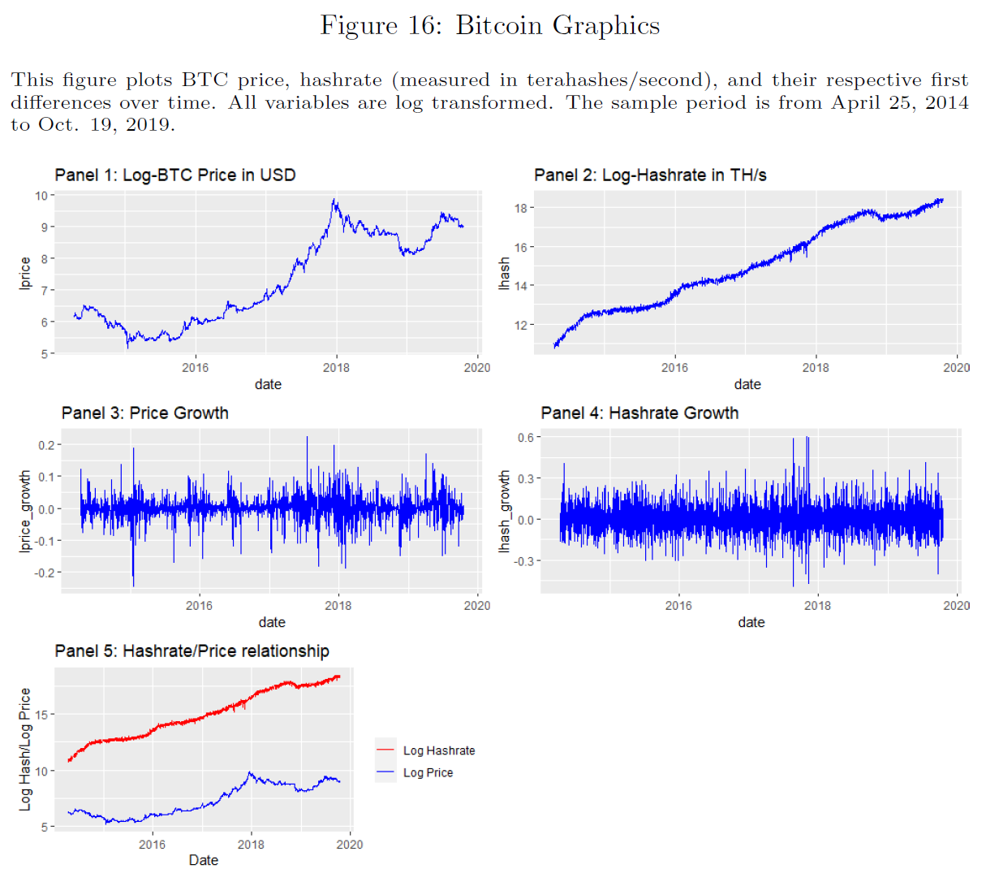 Figure 16: Bitcoin Graphics
This figure plots BTC price, hashrate (measured in terahashes/second), and their respective first
differences over time. All variables are log transformed. The sample period is from April 25, 2014
to Oct. 19, 2019.
Panel 1: Log-BTC Price in USD
lprice
10
9
8
7
6
5
2016 2018 2020
date
Panel 2: Log-Hashrate in TH/s
lhash
18
16
14
12
2016 2018 2020
date
Panel 3: Price Growth
lprice_growth
0.2
0.1
0.0
-0.1
-0.2
2016 2018 2020
date
Panel 4: Hashrate Growth
lhash_growth
0.6
0.3
0.0
-0.3
2016 2018 2020
date
Panel 5: Hashrate/Price relationship
Log Hash/Log Price
15
10
5
2016 2018 2020
Date
Log Hashrate
Log Price